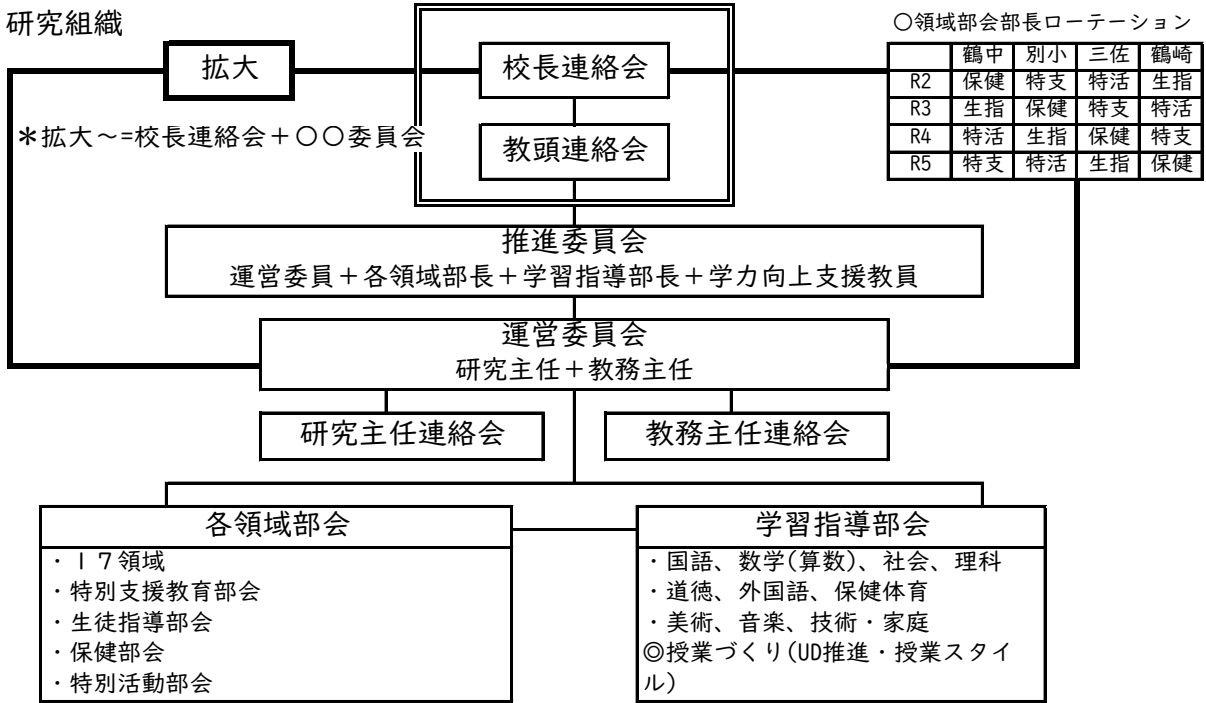 研究組織
〇領域部会部長ローテーション
鶴中 別小 三佐 鶴崎
R2 保健 特支 特活 生指
R3 生指 保健 特支 特活
R4 特活 生指 保健 特支
R5 特支 特活 生指 保健
拡大
校長連絡会
*拡大~=校長連絡会+〇〇委員会
教頭連絡会
推進委員会
運営委員+各領域部長+学習指導部長+学力向上支援教員
運営委員会
研究主任+教務主任
研究主任連絡会
教務主任連絡会
各領域部会
・17領域
・特別支援教育部会
・生徒指導部会
・保健部会
・特別活動部会
学習指導部会
・国語、数学(算数)、社会、理科
・道徳、外国語、保健体育
・美術、音楽、技術・家庭
◎授業づくり(UD推進・授業スタイ
ル)